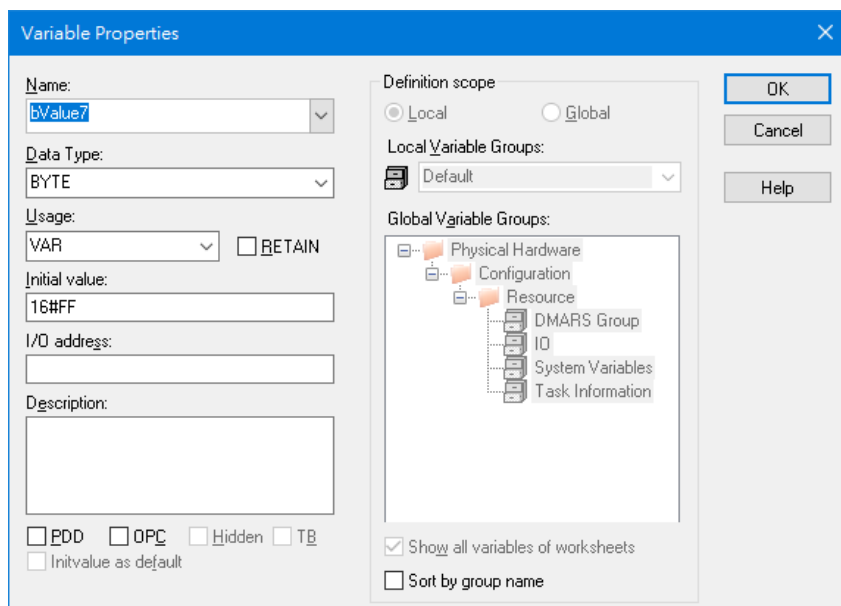 Variable Properties
Name:
bValue7
Data Type:
BYTE
Usage:
VAR
RETAIN
Initial value:
16#FF
I/O address:
Description:
PDD OPC Hidden TB
Initvalue as default
Definition scope
Local Global
Local Variable Groups:
Default
Global Variable Groups:
Physical Hardware
Configuration
Resource
DMARS Group
IO
System Variables
Task Information
Show all variables of worksheets
Sort by group name
OK
Cancel
Help